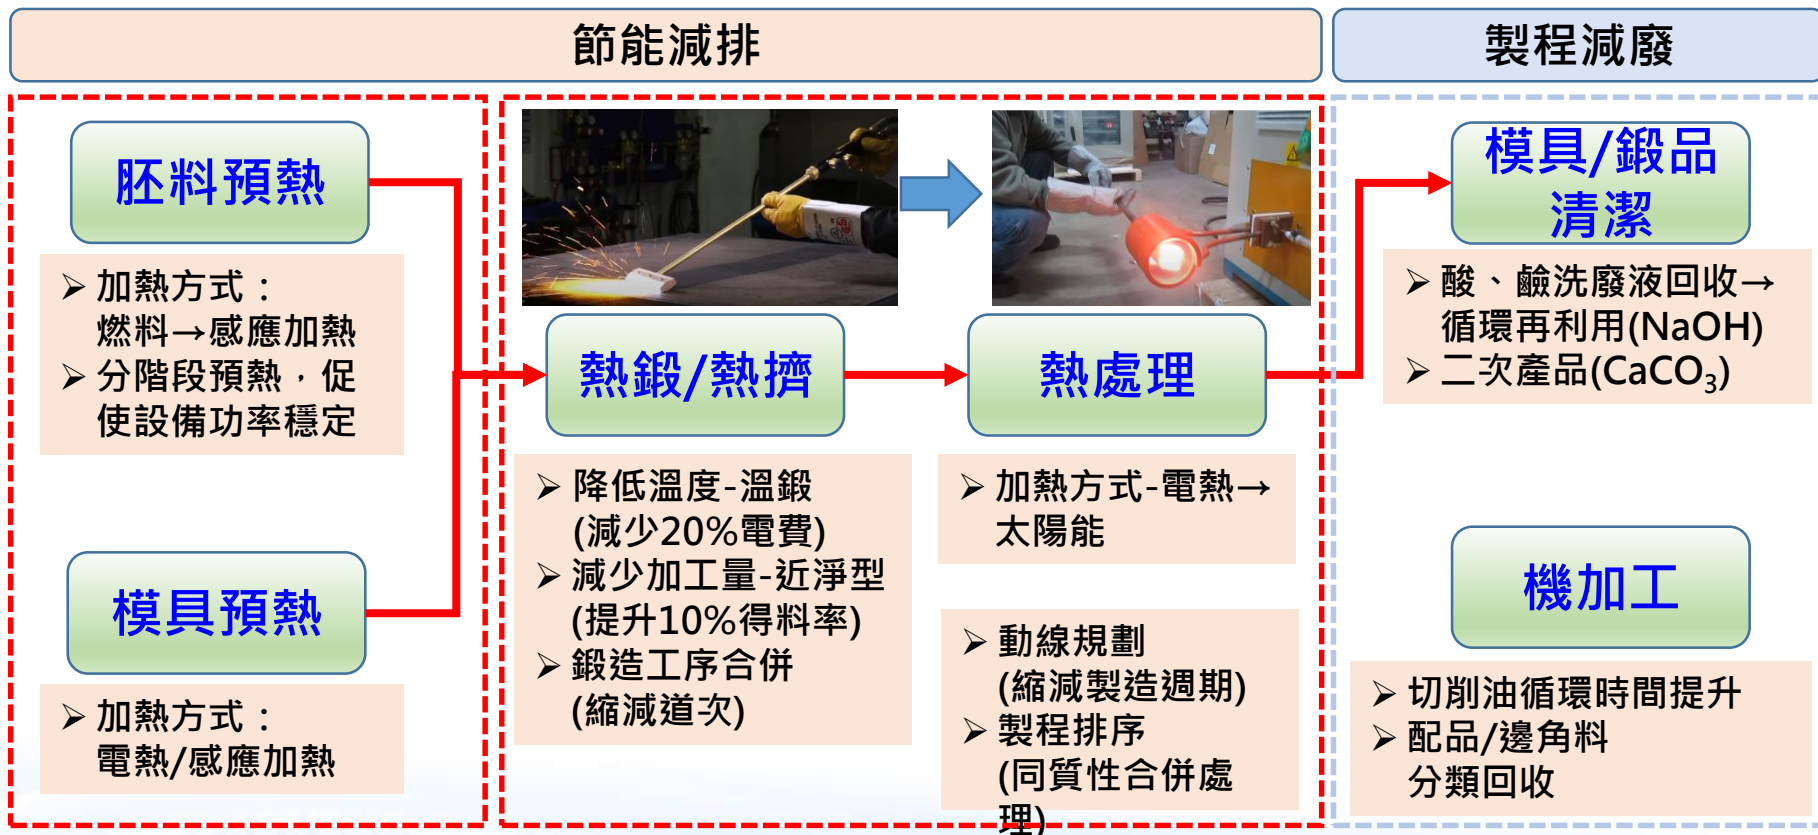 節能減排
製程減廢
胚料預熱
➢ 加熱方式：
燃料→感應加熱
➢ 分階段預熱，促
使設備功率穩定
模具預熱
➢ 加熱方式：
電熱/感應加熱
熱鍛/熱擠
➢ 降低溫度-溫鍛
(減少20%電費)
➢ 減少加工量-近淨型
(提升10%得料率)
➢ 鍛造工序合併
(縮減道次)
熱處理
➢ 加熱方式-電熱→
太陽能
➢ 動線規劃
(縮減製造週期)
➢ 製程排序
(同質性合併處
理)
模具/鍛品
清潔
➢ 酸、鹼洗廢液回收→
循環再利用(NaOH)
➢ 二次產品(CaCO₃)
機加工
➢ 切削油循環時間提升
➢ 配品/邊角料
分類回收